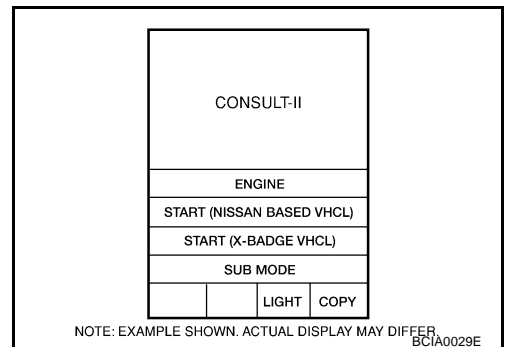 CONSULT-II
ENGINE
START (NISSAN BASED VHCL)
START (X-BADGE VHCL)
SUB MODE
LIGHT COPY
NOTE: EXAMPLE SHOWN. ACTUAL DISPLAY MAY DIFFER.
BCIA0029E